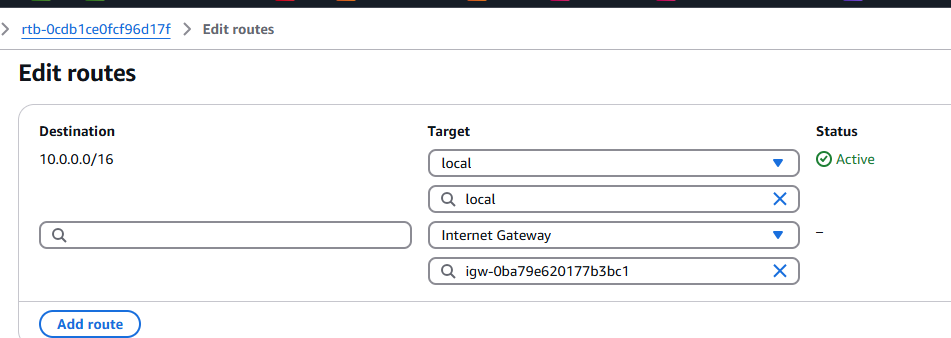 rtb-0cdb1ce0fcf96d17f Edit routes
Edit routes
Destination Target Status
10.0.0.0/16 local Active
local
Internet Gateway –
igw-0ba79e620177b3bc1
Add route